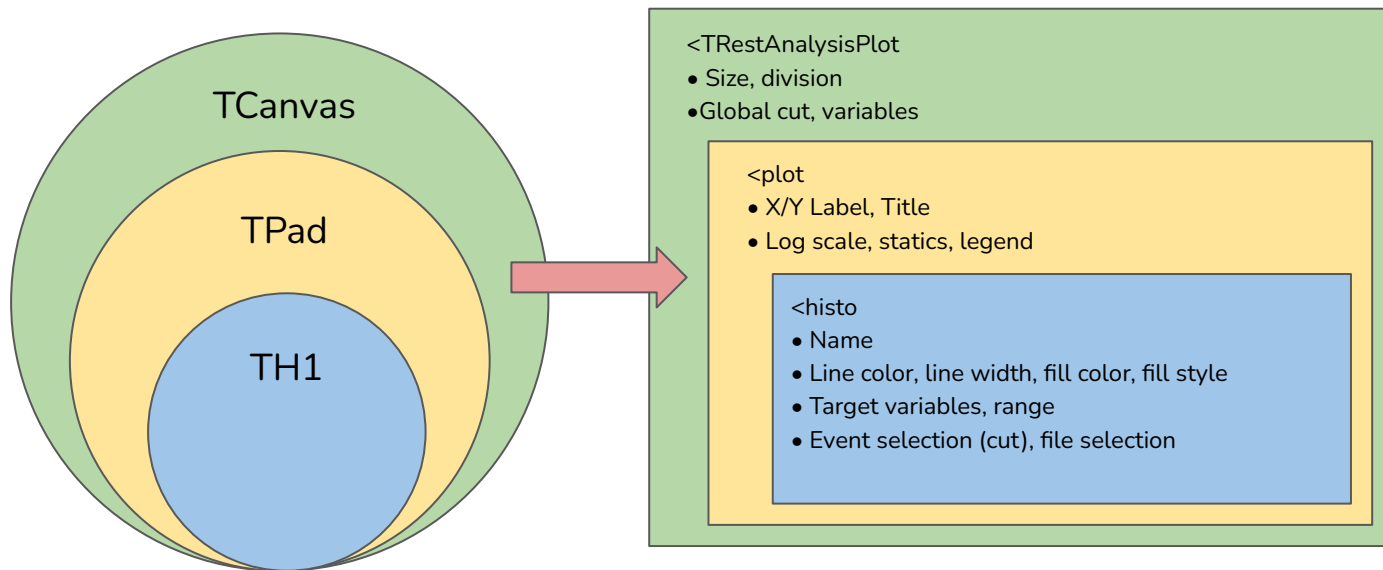 TCanvas
TPad
TH1
<TRestAnalysisPlot
● Size, division
●Global cut, variables
<plot
● X/Y Label, Title
● Log scale, statics, legend
<histo
● Name
● Line color, line width, fill color, fill style
● Target variables, range
● Event selection (cut), file selection